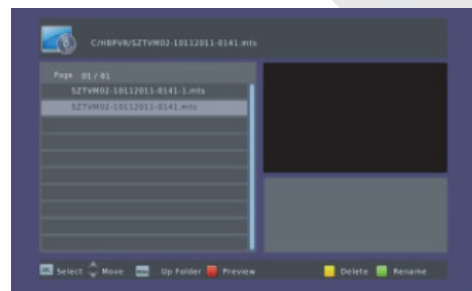 C/HBPVR/SZTVM02-10112011-0141.mts
Page 01/01
SZTVM02-10112011-0141-1.mts
SZTVM02-10112011-0141.mts
Select Move Up Folder Preview Delete Rename